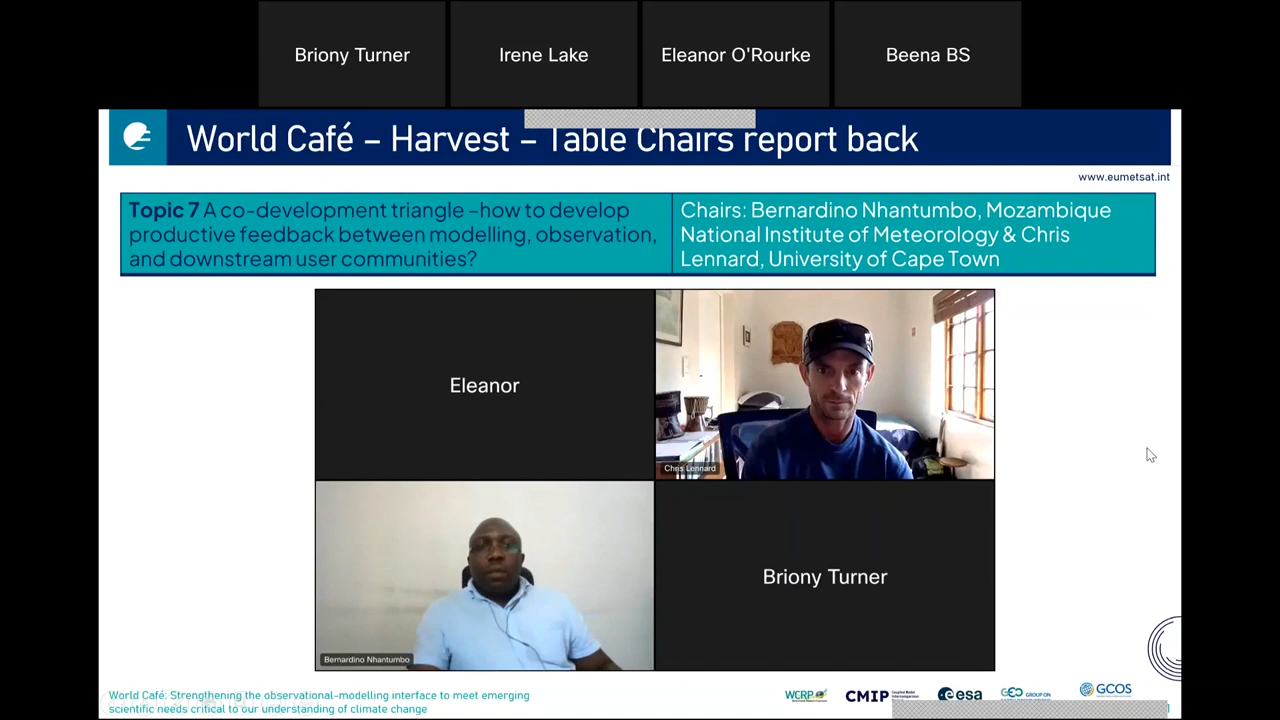 Briony Turner
Irene Lake
Eleanor O'Rourke
Beena BS
World Café – Harvest – Table Chairs report back
www.eumetsat.int
Topic 7 A co-development triangle –how to develop
productive feedback between modelling, observation,
and downstream user communities?
Chairs: Bernardino Nhantumbo, Mozambique
National Institute of Meteorology & Chris
Lennard, University of Cape Town
Eleanor
Chris Lennard
Bernardino Nhantumbo
Briony Turner
World Café: Strengthening the observational-modelling interface to meet emerging
scientific needs critical to our understanding of climate change
WCRP
CMIP
esa
GEO GROUP ON
GCOS